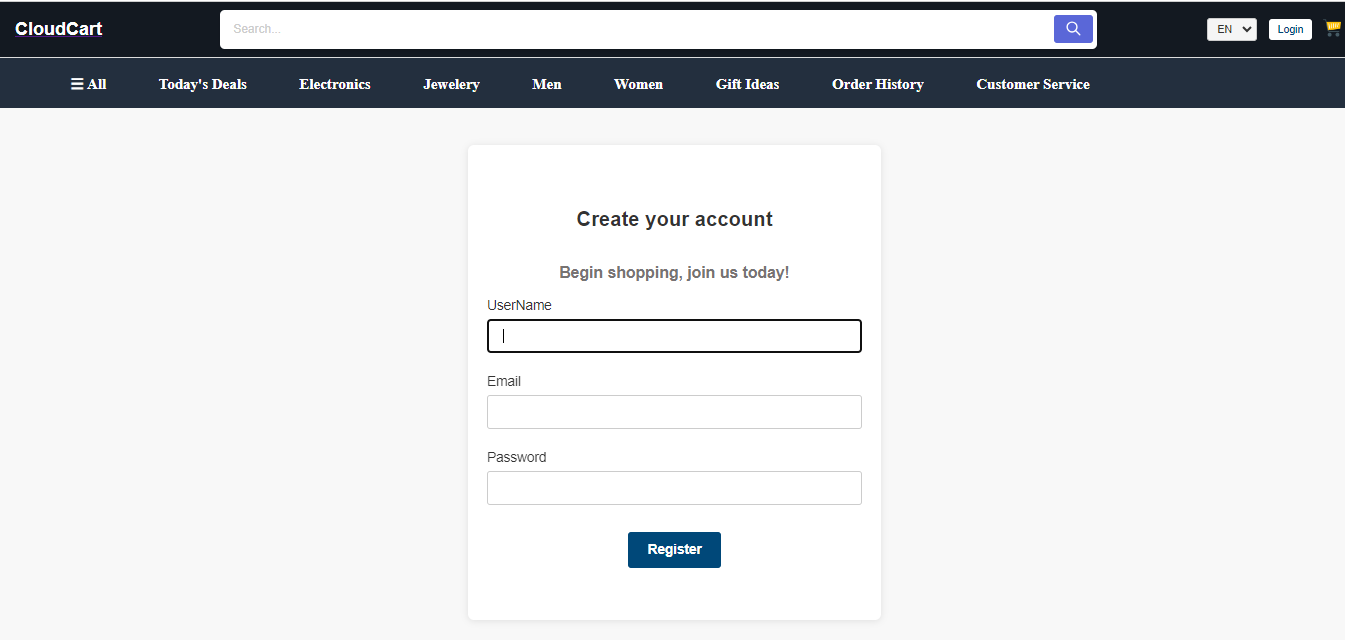 CloudCart Search... EN Login
☰ All Today's Deals Electronics Jewelery Men Women Gift Ideas Order History Customer Service
Create your account
Begin shopping, join us today!
UserName
Email
Password
Register